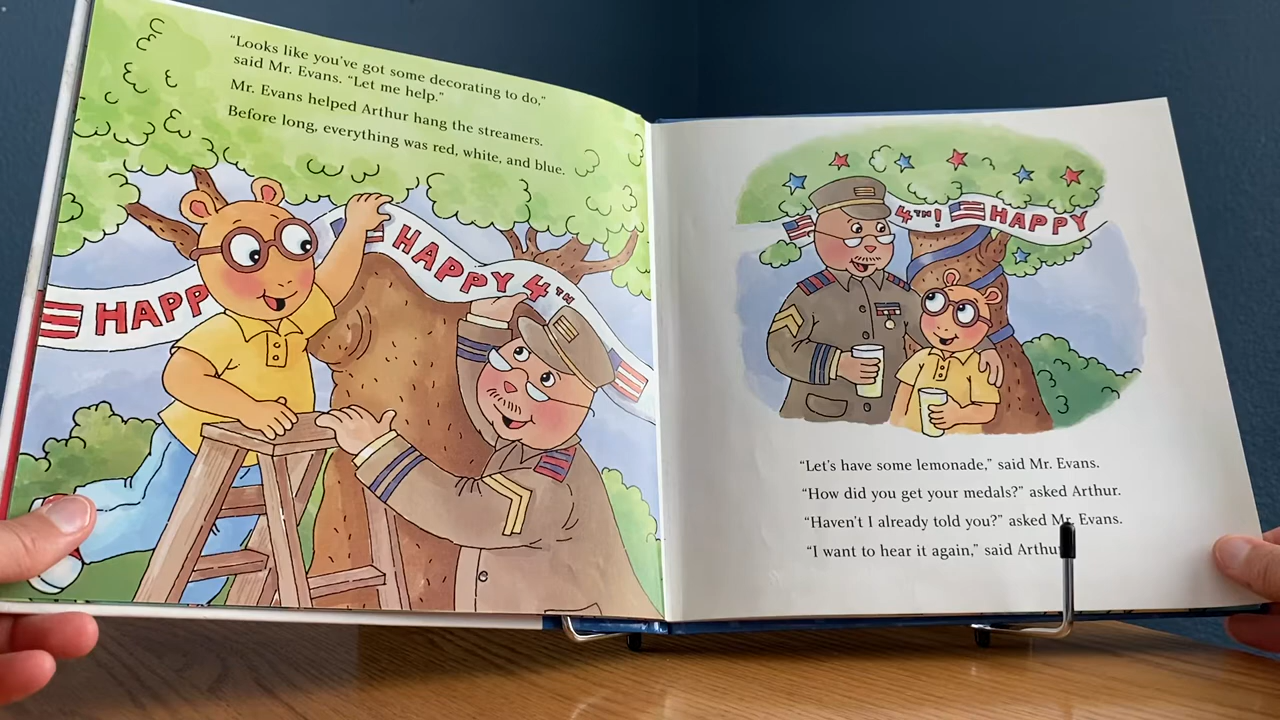 "Looks like you've got some decorating to do,"
said Mr. Evans. "Let me help."
Mr. Evans helped Arthur hang the streamers.
Before long, everything was red, white, and blue.
HAPP
HAPPY 4TH
4TH! HAPPY
"Let's have some lemonade," said Mr. Evans.
"How did you get your medals?" asked Arthur.
"Haven't I already told you?" asked Mr. Evans.
"I want to hear it again," said Arthur